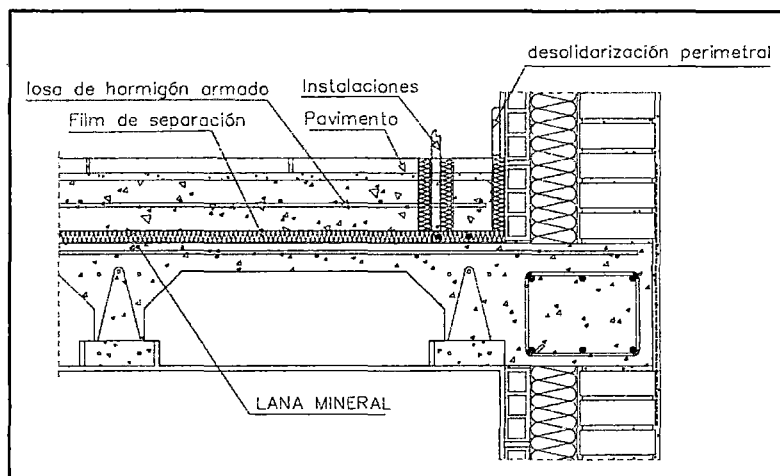 desolidarización perimetral
losa de hormigón armado
Instalaciones
Film de separación
Pavimento
LANA MINERAL